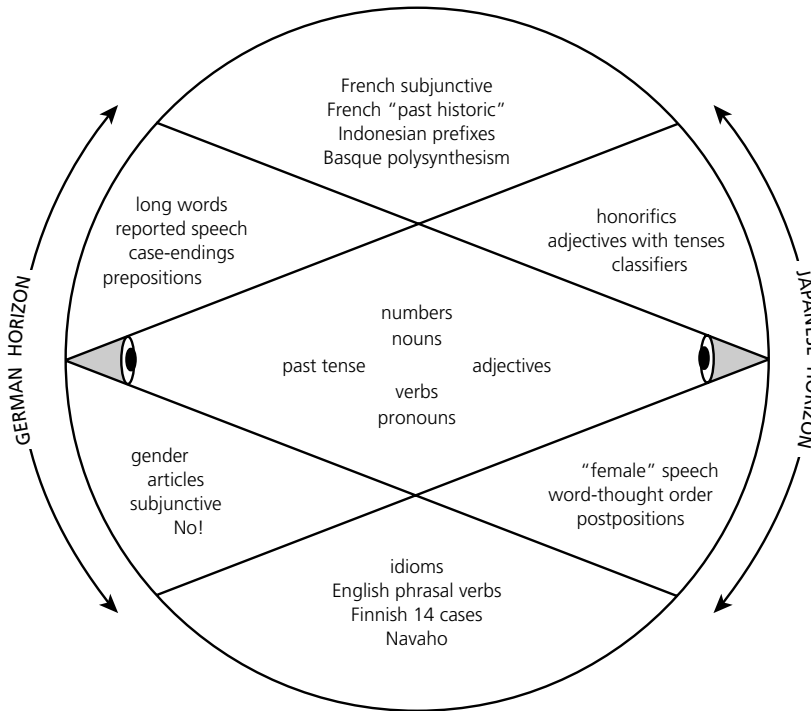 French subjunctive
French “past historic”
Indonesian prefixes
Basque polysynthesism
long words
reported speech
case-endings
prepositions
honorifics
adjectives with tenses
classifiers
GERMAN HORIZON
JAPANESE HORIZON
numbers
nouns
past tense
adjectives
verbs
pronouns
gender
articles
subjunctive
No!
“female” speech
word-thought order
postpositions
idioms
English phrasal verbs
Finnish 14 cases
Navaho